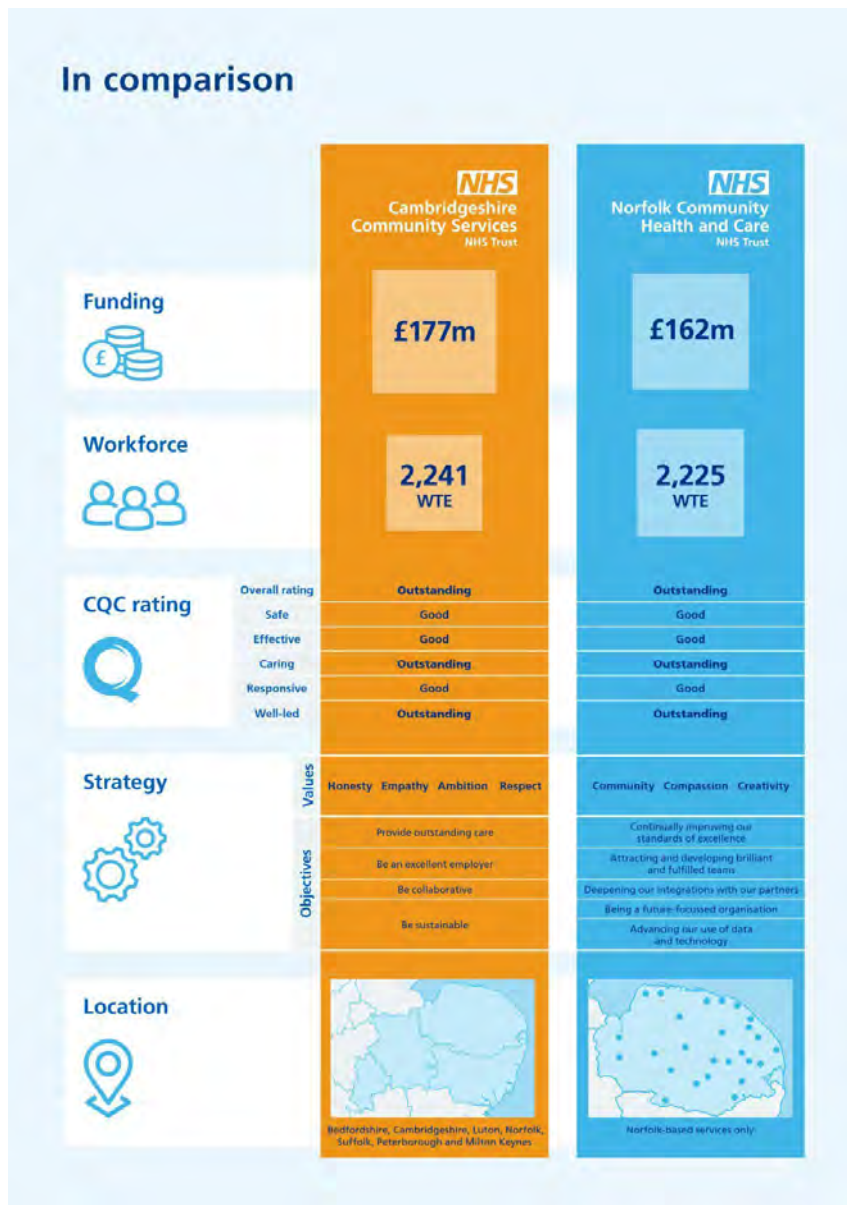 In comparison
NHS
Cambridgeshire
Community Services
NHS Trust
NHS
Norfolk Community
Health and Care
NHS Trust
Funding
£
£177m
£162m
Workforce
2,241
WTE
2,225
WTE
CQC rating
Overall rating
Outstanding
Outstanding
Safe
Good
Good
Effective
Good
Good
Caring
Outstanding
Outstanding
Responsive
Good
Good
Well-led
Outstanding
Outstanding
Strategy
Values
Honesty Empathy Ambition Respect
Community Compassion Creativity
Objectives
Provide outstanding care
Be an excellent employer
Be collaborative
Be sustainable
Continually improving our
standards of excellence
Attracting and developing brilliant
and fulfilled teams
Deepening our integrations with our partners
Being a future-focussed organisation
Advancing our use of data
and technology
Location
Bedfordshire, Cambridgeshire, Luton, Norfolk,
Suffolk, Peterborough and Milton Keynes
Norfolk-based services only